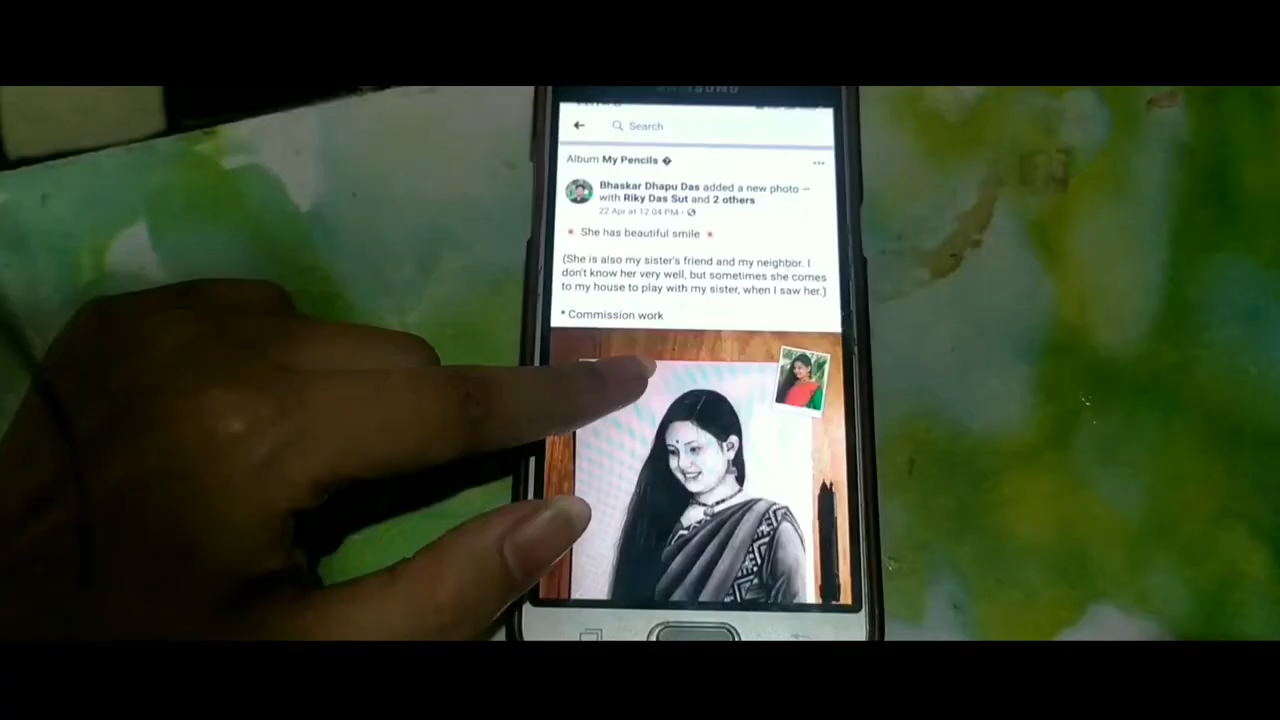 SAMSUNG
Search
Album My Pencils �
Bhaskar Dhapu Das added a new photo —
with Riky Das Sut and 2 others.
22 Apr at 12:04 PM •
She has beautiful smile
(She is also my sister's friend and my neighbor. I
don't know her very well, but sometimes she comes
to my house to play with my sister, when I saw her.)
* Commission work